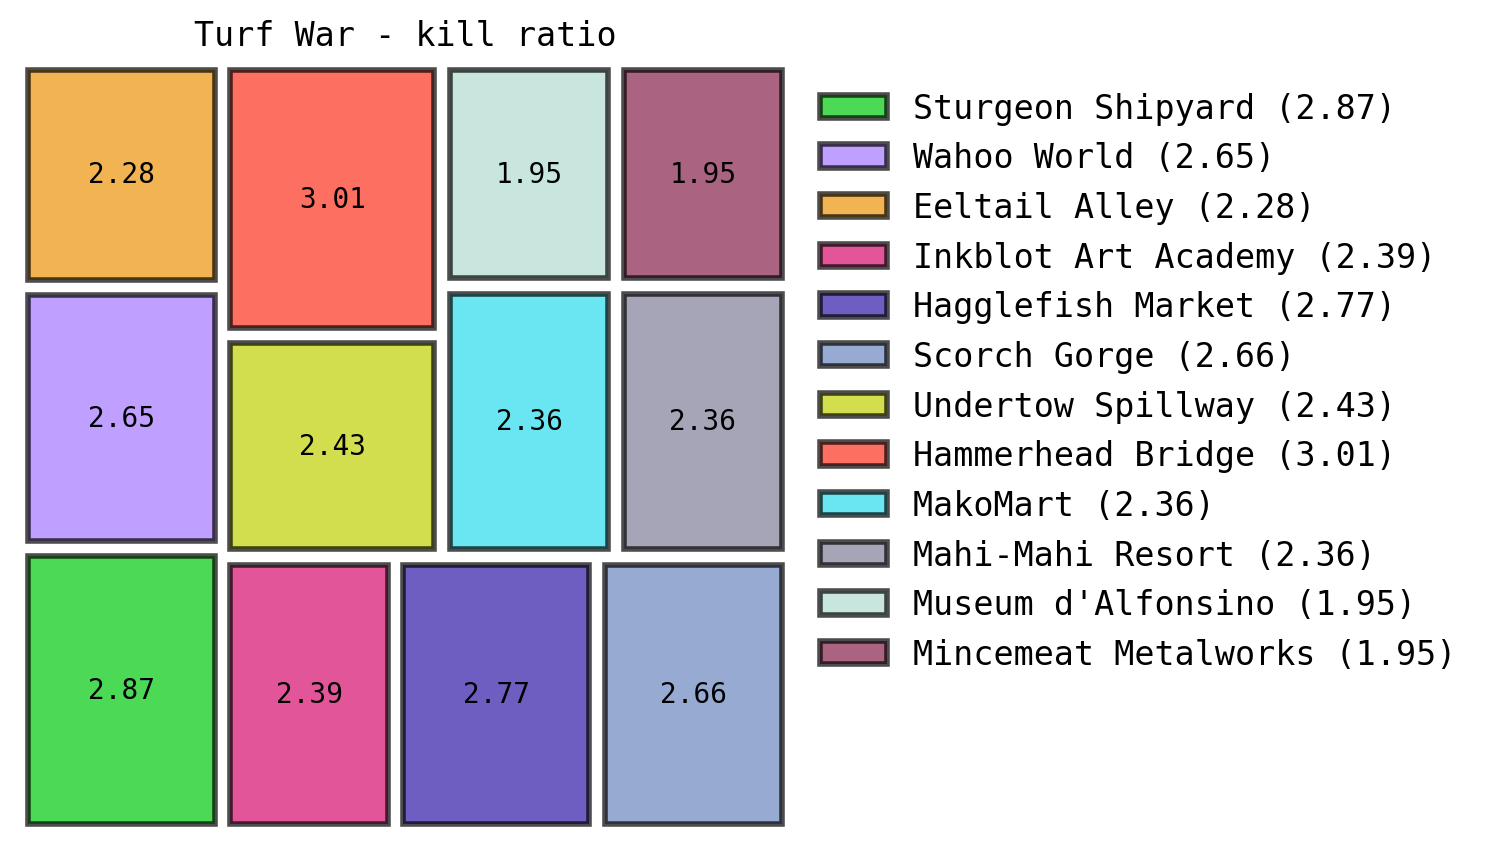 Turf War - kill ratio
2.28
3.01
1.95
1.95
2.65
2.43
2.36
2.36
2.87
2.39
2.77
2.66
Sturgeon Shipyard (2.87)
Wahoo World (2.65)
Eeltail Alley (2.28)
Inkblot Art Academy (2.39)
Hagglefish Market (2.77)
Scorch Gorge (2.66)
Undertow Spillway (2.43)
Hammerhead Bridge (3.01)
MakoMart (2.36)
Mahi-Mahi Resort (2.36)
Museum d'Alfonsino (1.95)
Mincemeat Metalworks (1.95)